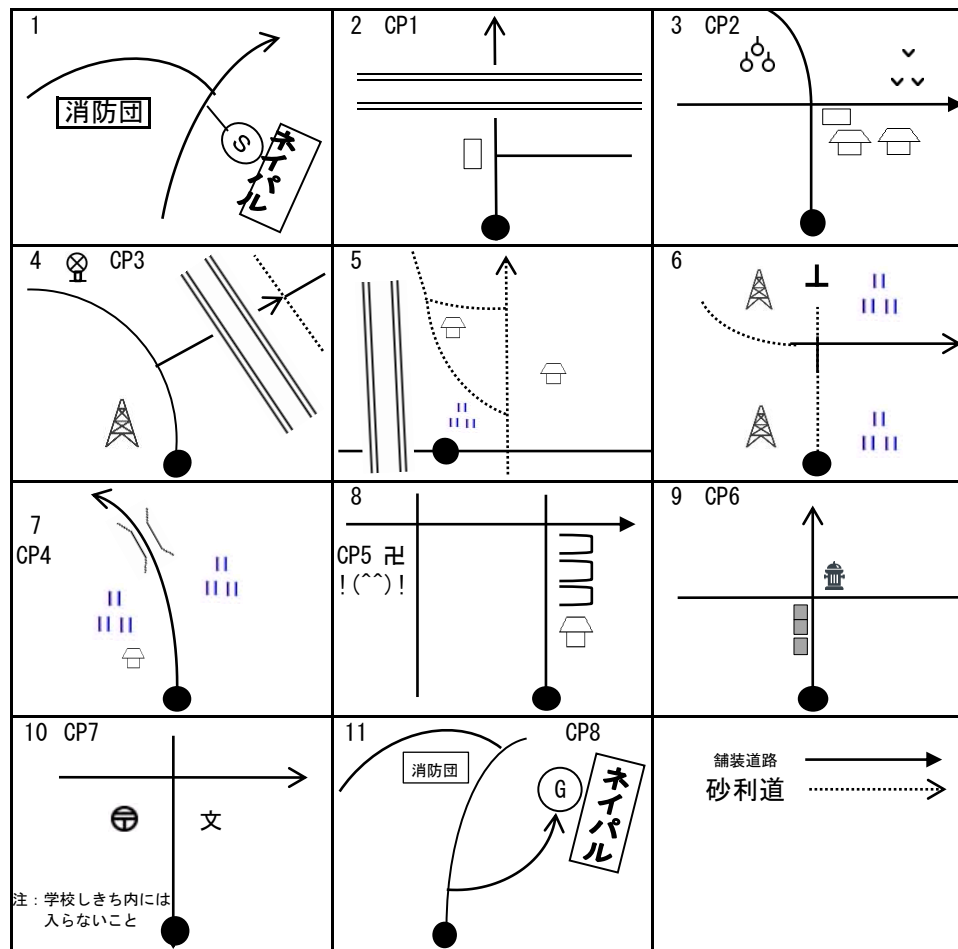 1
消防団
S
ネイパル
2 CP1
3 CP2
4 CP3
5
6
7
CP4
8
CP5 卍
!(^^)!
9 CP6
10 CP7
文
注：学校しきち内には
入らないこと
11 CP8
消防団
G
ネイパル
舗装道路
砂利道